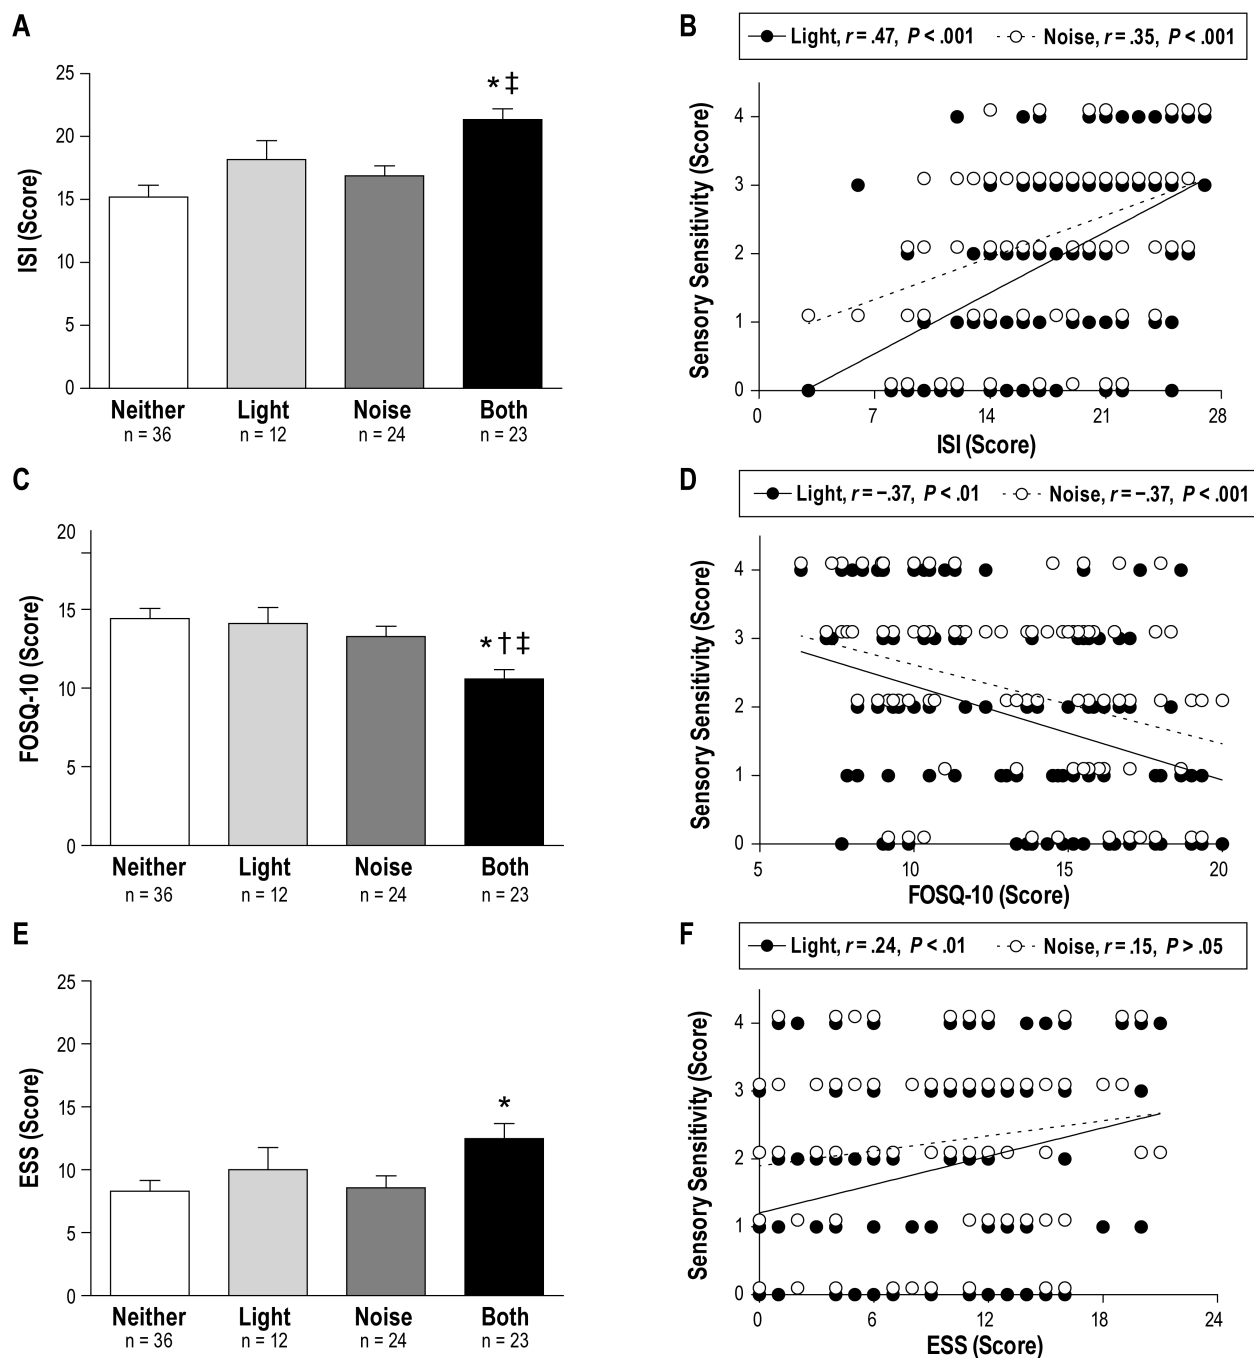 A
ISI (Score)
25
20
15
10
5
0
* ‡
Neither
Light
Noise
Both
n = 36
n = 12
n = 24
n = 23
B
Light, r = .47, P < .001
Noise, r = .35, P < .001
Sensory Sensitivity (Score)
4
3
2
1
0
0
7
14
21
28
ISI (Score)
C
FOSQ-10 (Score)
20
15
10
5
0
* † ‡
Neither
Light
Noise
Both
n = 36
n = 12
n = 24
n = 23
D
Light, r = −.37, P < .01
Noise, r = −.37, P < .001
Sensory Sensitivity (Score)
4
3
2
1
0
5
10
15
20
FOSQ-10 (Score)
E
ESS (Score)
25
20
15
10
5
0
*
Neither
Light
Noise
Both
n = 36
n = 12
n = 24
n = 23
F
Light, r = .24, P < .01
Noise, r = .15, P > .05
Sensory Sensitivity (Score)
4
3
2
1
0
0
6
12
18
24
ESS (Score)